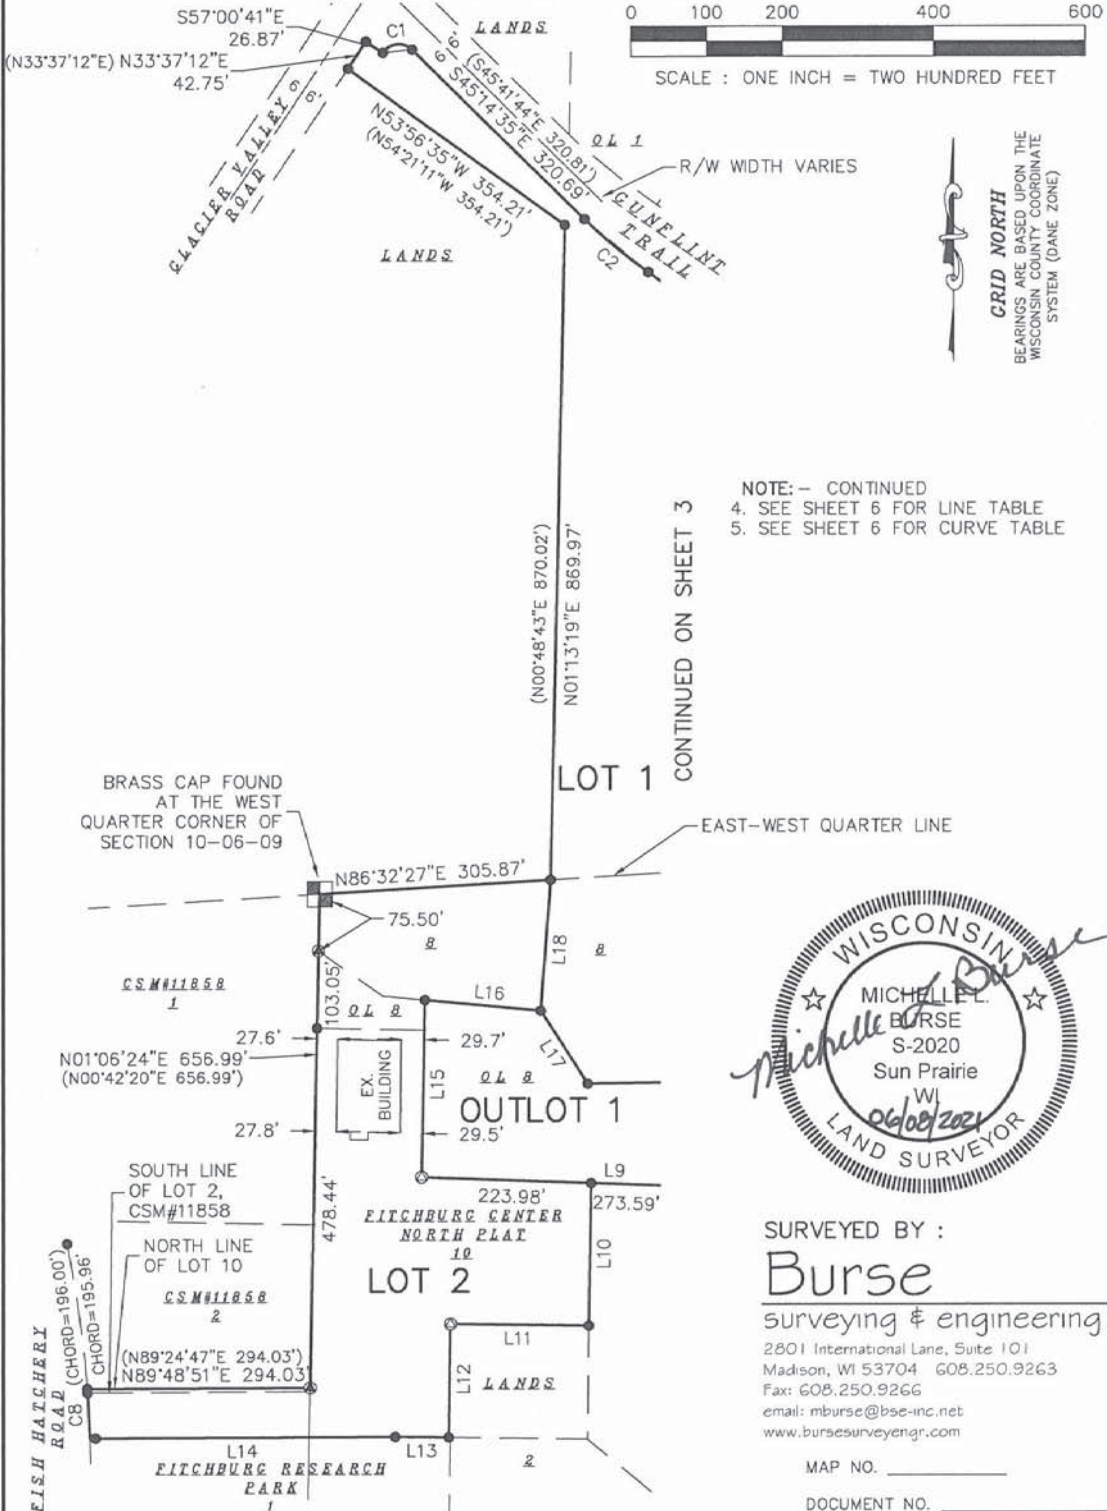 S57°00'41"E
26.87'
C1
(N33°37'12"E) N33°37'12"E
42.75'
LANDS
6 6'
(S45°41'44"E 320.81')
S45°14'35"E 320.69'
0 100 200 400 600
SCALE : ONE INCH = TWO HUNDRED FEET
GLACIER VALLEY
ROAD
6 6'
N53°56'35"W 354.21'
(N54°21'11"W 354.21')
OL 1
R/W WIDTH VARIES
GUNFLINT
TRAIL
C2
LANDS
GRID NORTH
BEARINGS ARE BASED UPON THE
WISCONSIN COUNTY COORDINATE
SYSTEM (DANE ZONE)
NOTE:- CONTINUED
4. SEE SHEET 6 FOR LINE TABLE
5. SEE SHEET 6 FOR CURVE TABLE
(N00°48'43"E 870.02')
N01°13'19"E 869.97'
CONTINUED ON SHEET 3
LOT 1
BRASS CAP FOUND
AT THE WEST
QUARTER CORNER OF
SECTION 10-06-09
EAST-WEST QUARTER LINE
N86°32'27"E 305.87'
75.50'
8
L18
8
CSM#11858
1
103.05'
OL 8
L16
27.6'
29.7'
N01°06'24"E 656.99'
(N00°42'20"E 656.99')
EX.
BUILDING
L15
OL 8
L17
OUTLOT 1
27.8'
29.5'
SOUTH LINE
OF LOT 2,
CSM#11858
478.44'
L9
223.98'
273.59'
FITCHBURG CENTER
NORTH PLAT
10
NORTH LINE
OF LOT 10
L10
LOT 2
CSM#11858
2
(CHORD=196.00')
CHORD=195.96'
(N89°24'47"E 294.03')
N89°48'51"E 294.03'
L11
L12
LANDS
FISH HATCHERY
ROAD
C8
L14
L13
2
FITCHBURG RESEARCH
PARK
1
WISCONSIN
MICHELLE L.
BURSE
S-2020
Sun Prairie
WI
06/08/2021
LAND SURVEYOR
Michelle L Burse
SURVEYED BY :
Burse
surveying & engineering
2801 International Lane, Suite 101
Madison, WI 53704 608.250.9263
Fax: 608.250.9266
email: mburse@bse-inc.net
www.bursesurveyengr.com
MAP NO.
DOCUMENT NO.